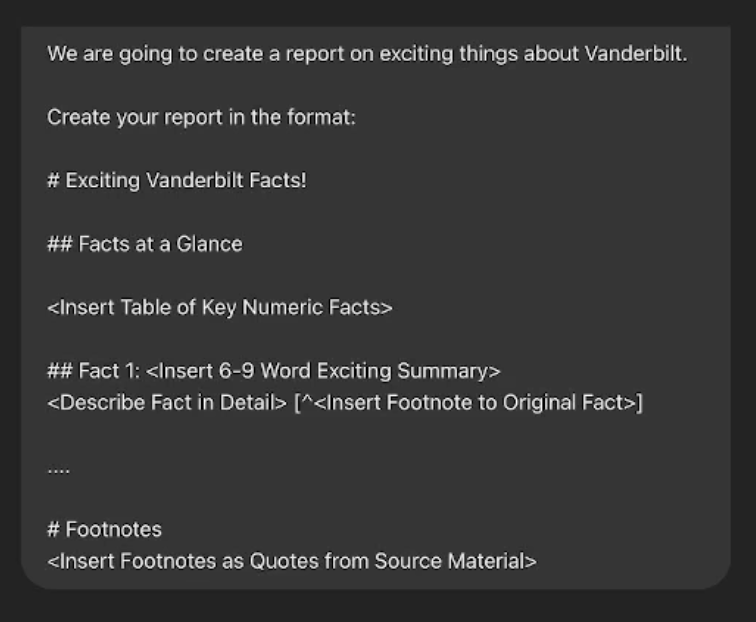 We are going to create a report on exciting things about Vanderbilt.
Create your report in the format:
# Exciting Vanderbilt Facts!
## Facts at a Glance
<Insert Table of Key Numeric Facts>
## Fact 1: <Insert 6-9 Word Exciting Summary>
<Describe Fact in Detail> [^<Insert Footnote to Original Fact>]
....
# Footnotes
<Insert Footnotes as Quotes from Source Material>